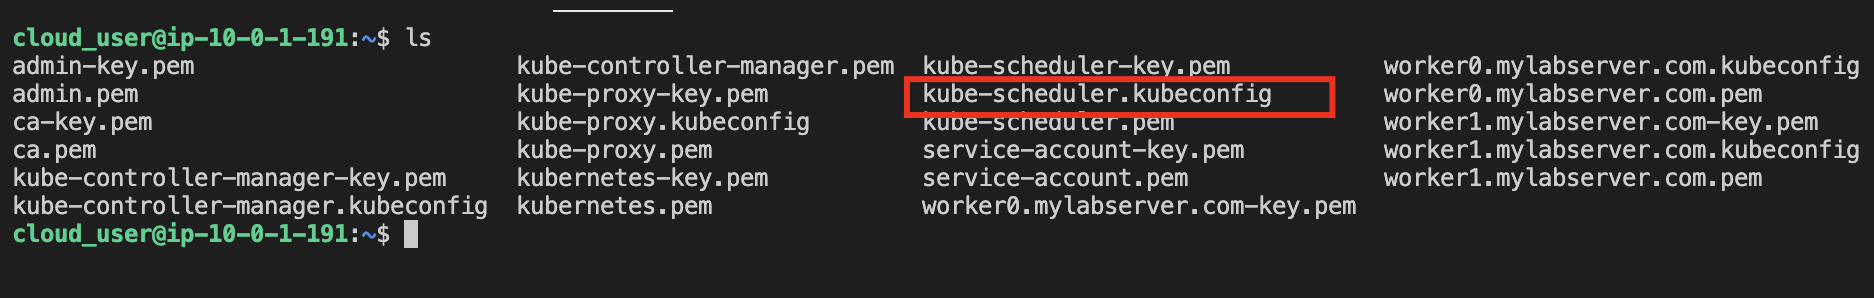 cloud_user@ip-10-0-1-191:~$ ls
admin-key.pem kube-controller-manager.pem kube-scheduler-key.pem worker0.mylabserver.com.kubeconfig
admin.pem kube-proxy-key.pem kube-scheduler.kubeconfig worker0.mylabserver.com.pem
ca-key.pem kube-proxy.kubeconfig kube-scheduler.pem worker1.mylabserver.com-key.pem
ca.pem kube-proxy.pem service-account-key.pem worker1.mylabserver.com.kubeconfig
kube-controller-manager-key.pem kubernetes-key.pem service-account.pem worker1.mylabserver.com.pem
kube-controller-manager.kubeconfig kubernetes.pem worker0.mylabserver.com-key.pem
cloud_user@ip-10-0-1-191:~$